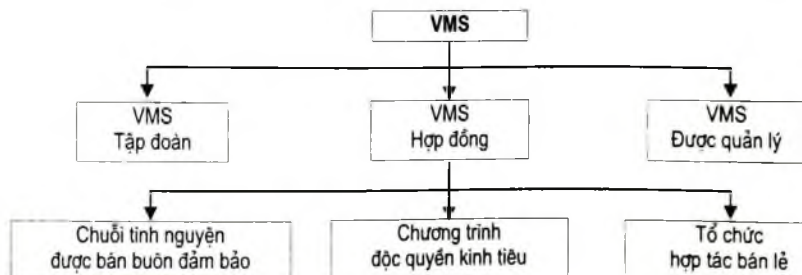 VMS
VMS
Tập đoàn
VMS
Hợp đồng
VMS
Được quản lý
Chuỗi tình nguyện
được bán buôn đảm bảo
Chương trình
độc quyền kinh tiêu
Tổ chức
hợp tác bán lẻ